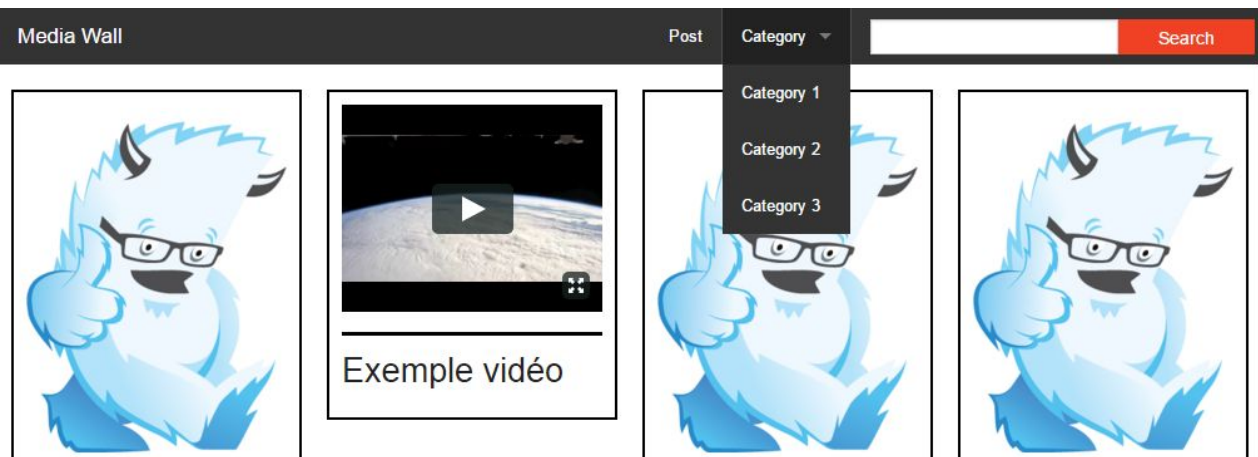 Media Wall
Post
Category
Search
Category 1
Category 2
Category 3
Exemple vidéo